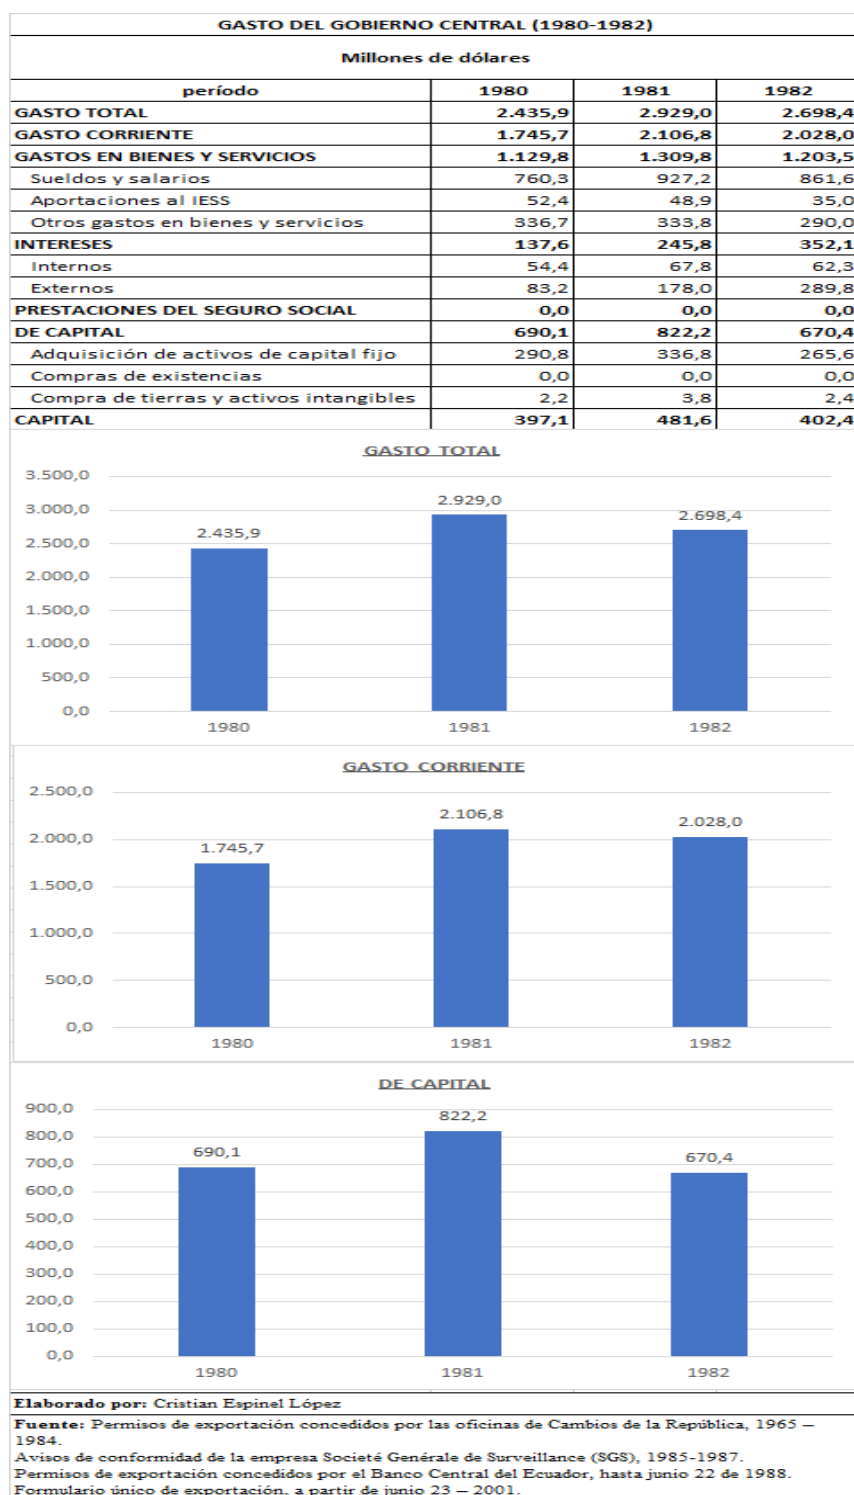 GASTO DEL GOBIERNO CENTRAL (1980-1982)
Millones de dólares
período 1980 1981 1982
GASTO TOTAL 2.435,9 2.929,0 2.698,4
GASTO CORRIENTE 1.745,7 2.106,8 2.028,0
GASTOS EN BIENES Y SERVICIOS 1.129,8 1.309,8 1.203,5
Sueldos y salarios 760,3 927,2 861,6
Aportaciones al IESS 52,4 48,9 35,0
Otros gastos en bienes y servicios 336,7 333,8 290,0
INTERESES 137,6 245,8 352,1
Internos 54,4 67,8 62,3
Externos 83,2 178,0 289,8
PRESTACIONES DEL SEGURO SOCIAL 0,0 0,0 0,0
DE CAPITAL 690,1 822,2 670,4
Adquisición de activos de capital fijo 290,8 336,8 265,6
Compras de existencias 0,0 0,0 0,0
Compra de tierras y activos intangibles 2,2 3,8 2,4
CAPITAL 397,1 481,6 402,4
GASTO TOTAL
3.500,0
3.000,0
2.500,0
2.000,0
1.500,0
1.000,0
500,0
0,0
2.435,9 2.929,0 2.698,4
1980 1981 1982
GASTO CORRIENTE
2.500,0
2.000,0
1.500,0
1.000,0
500,0
0,0
1.745,7 2.106,8 2.028,0
1980 1981 1982
DE CAPITAL
900,0
800,0
700,0
600,0
500,0
400,0
300,0
200,0
100,0
0,0
690,1 822,2 670,4
1980 1981 1982
Elaborado por: Cristian Espinel López
Fuente: Permisos de exportación concedidos por las oficinas de Cambios de la República, 1965 –
1984.
Avisos de conformidad de la empresa Societé Genérale de Surveillance (SGS), 1985-1987.
Permisos de exportación concedidos por el Banco Central del Ecuador, hasta junio 22 de 1988.
Formulario único de exportación, a partir de junio 23 – 2001.